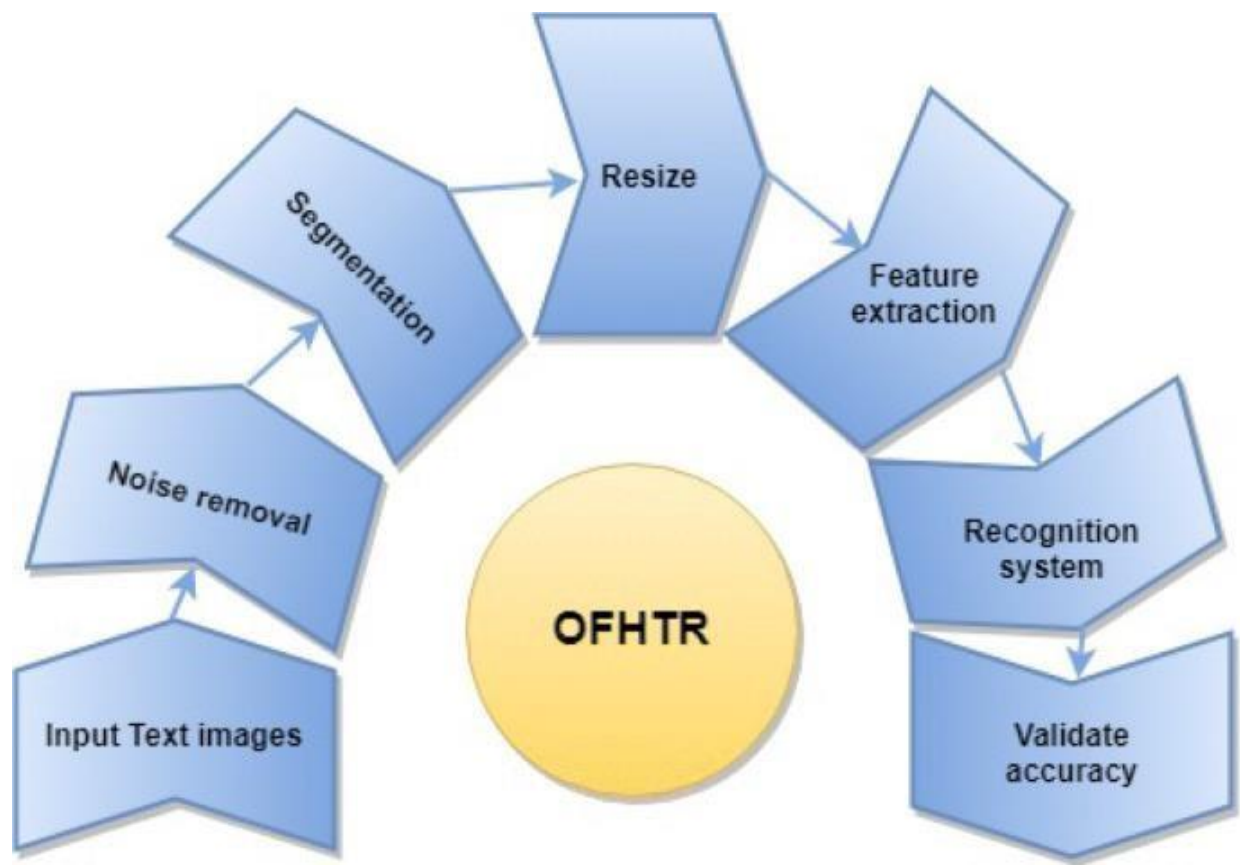 Input Text images
Noise removal
Segmentation
Resize
Feature
extraction
Recognition
system
Validate
accuracy
OFHTR